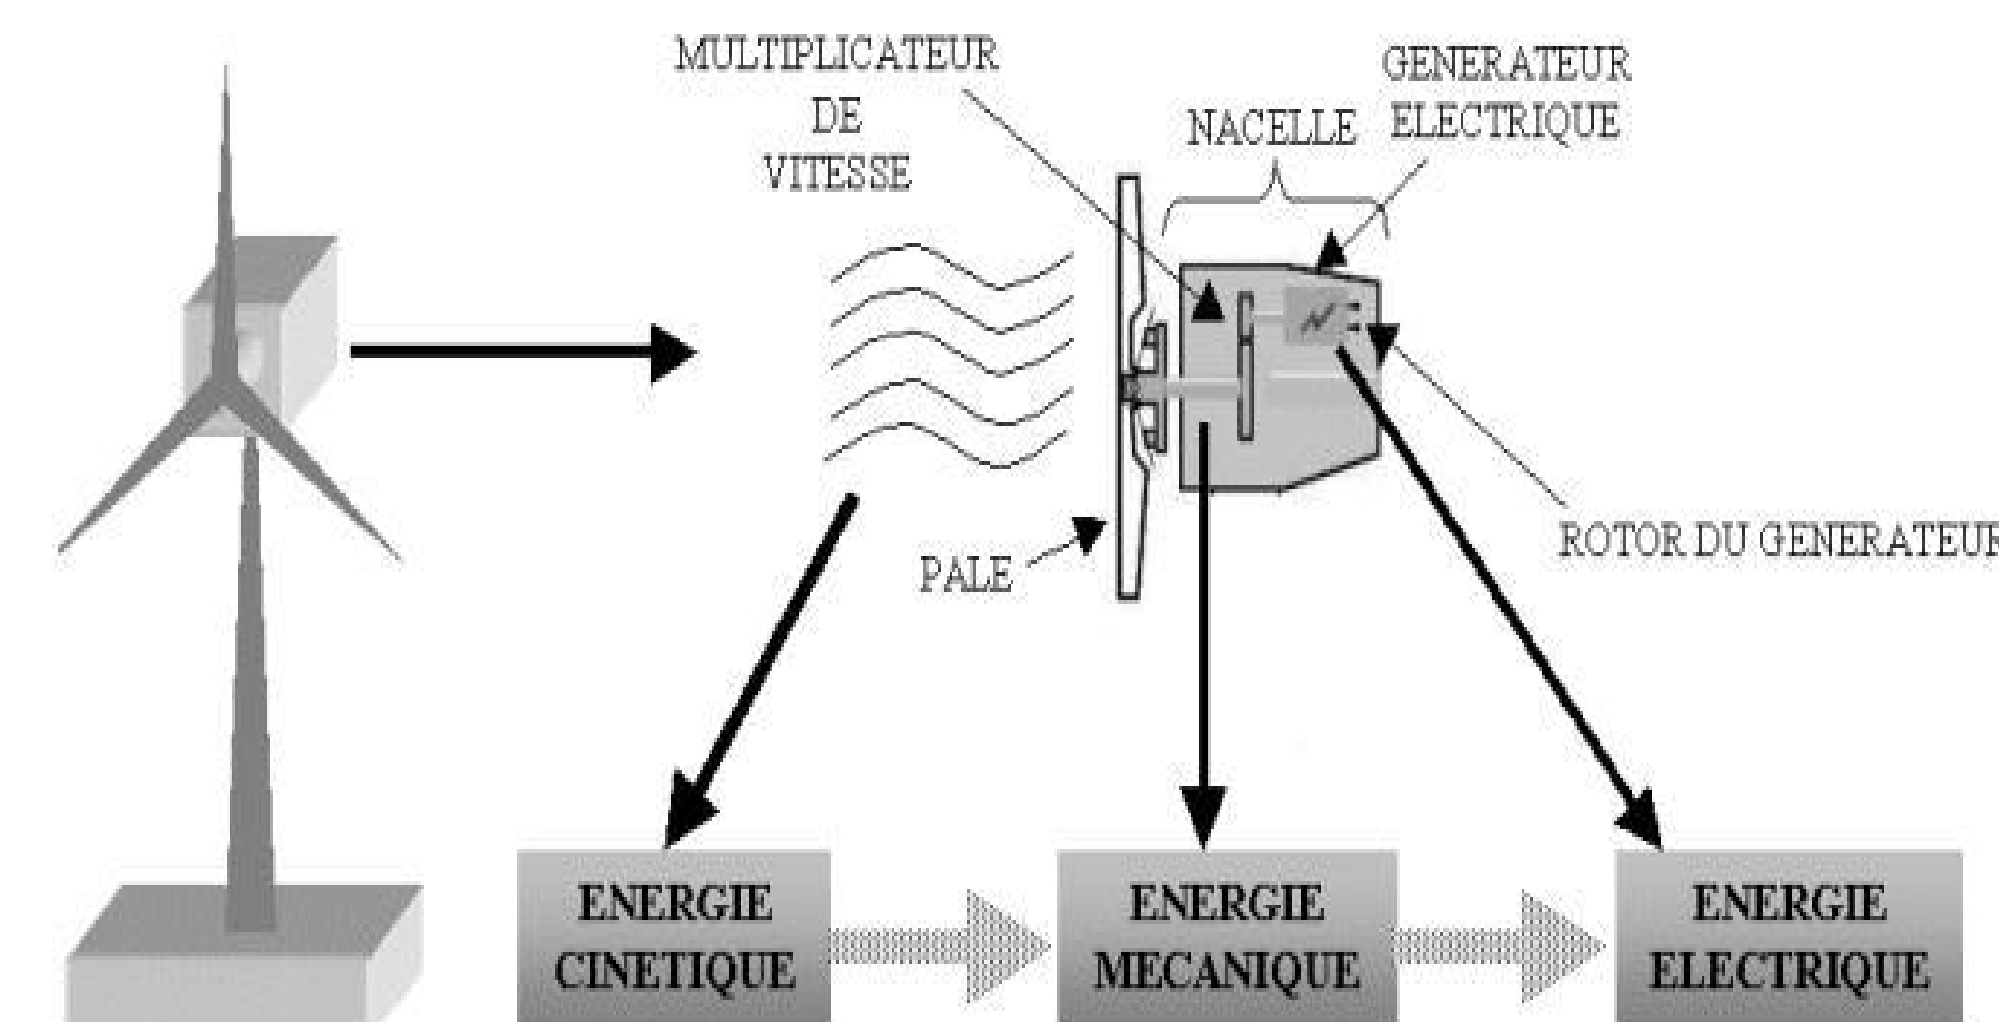 MULTIPLICATEUR
DE
VITESSE
NACELLE
GENERATEUR
ELECTRIQUE
PALE
ROTOR DU GENERATEUR
ENERGIE
CINETIQUE
ENERGIE
MECANIQUE
ENERGIE
ELECTRIQUE